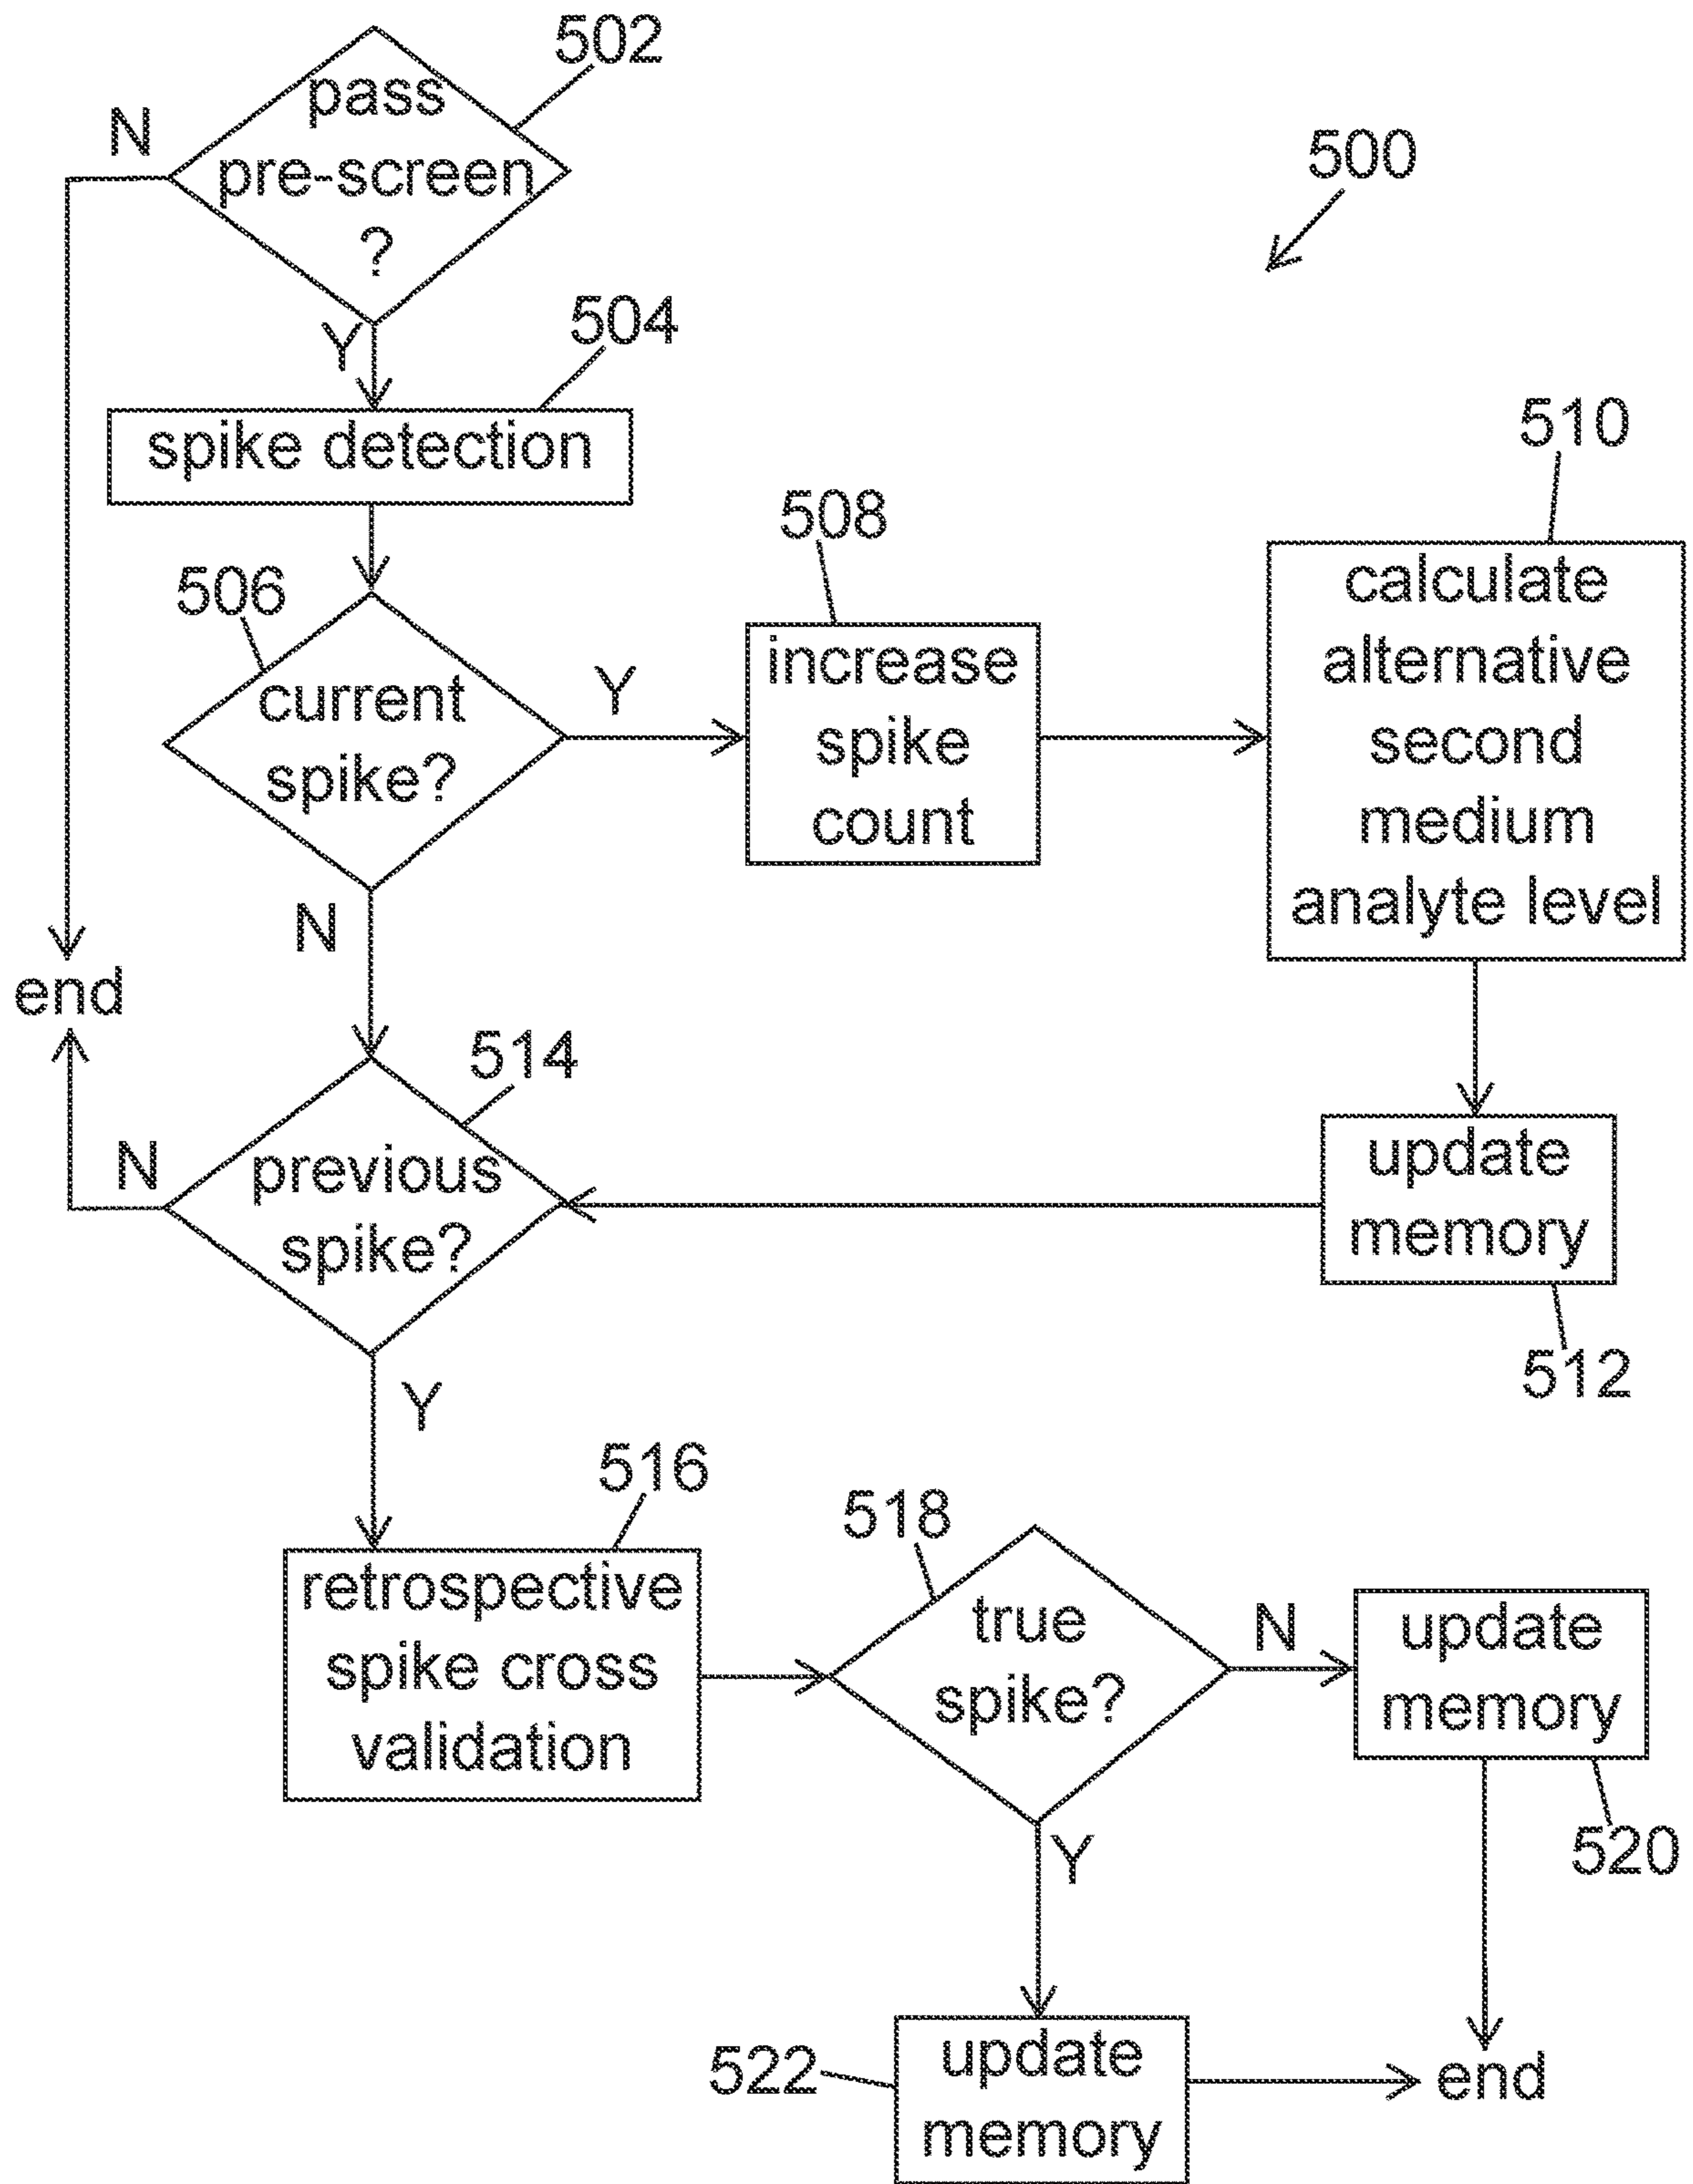 502
pass
pre-screen
?
N
Y
500
504
spike detection
506
current
spike?
Y
N
508
increase
spike
count
510
calculate
alternative
second
medium
analyte level
end
514
previous
spike?
N
Y
update
memory
512
516
retrospective
spike cross
validation
518
true
spike?
N
Y
update
memory
520
522
update
memory
end